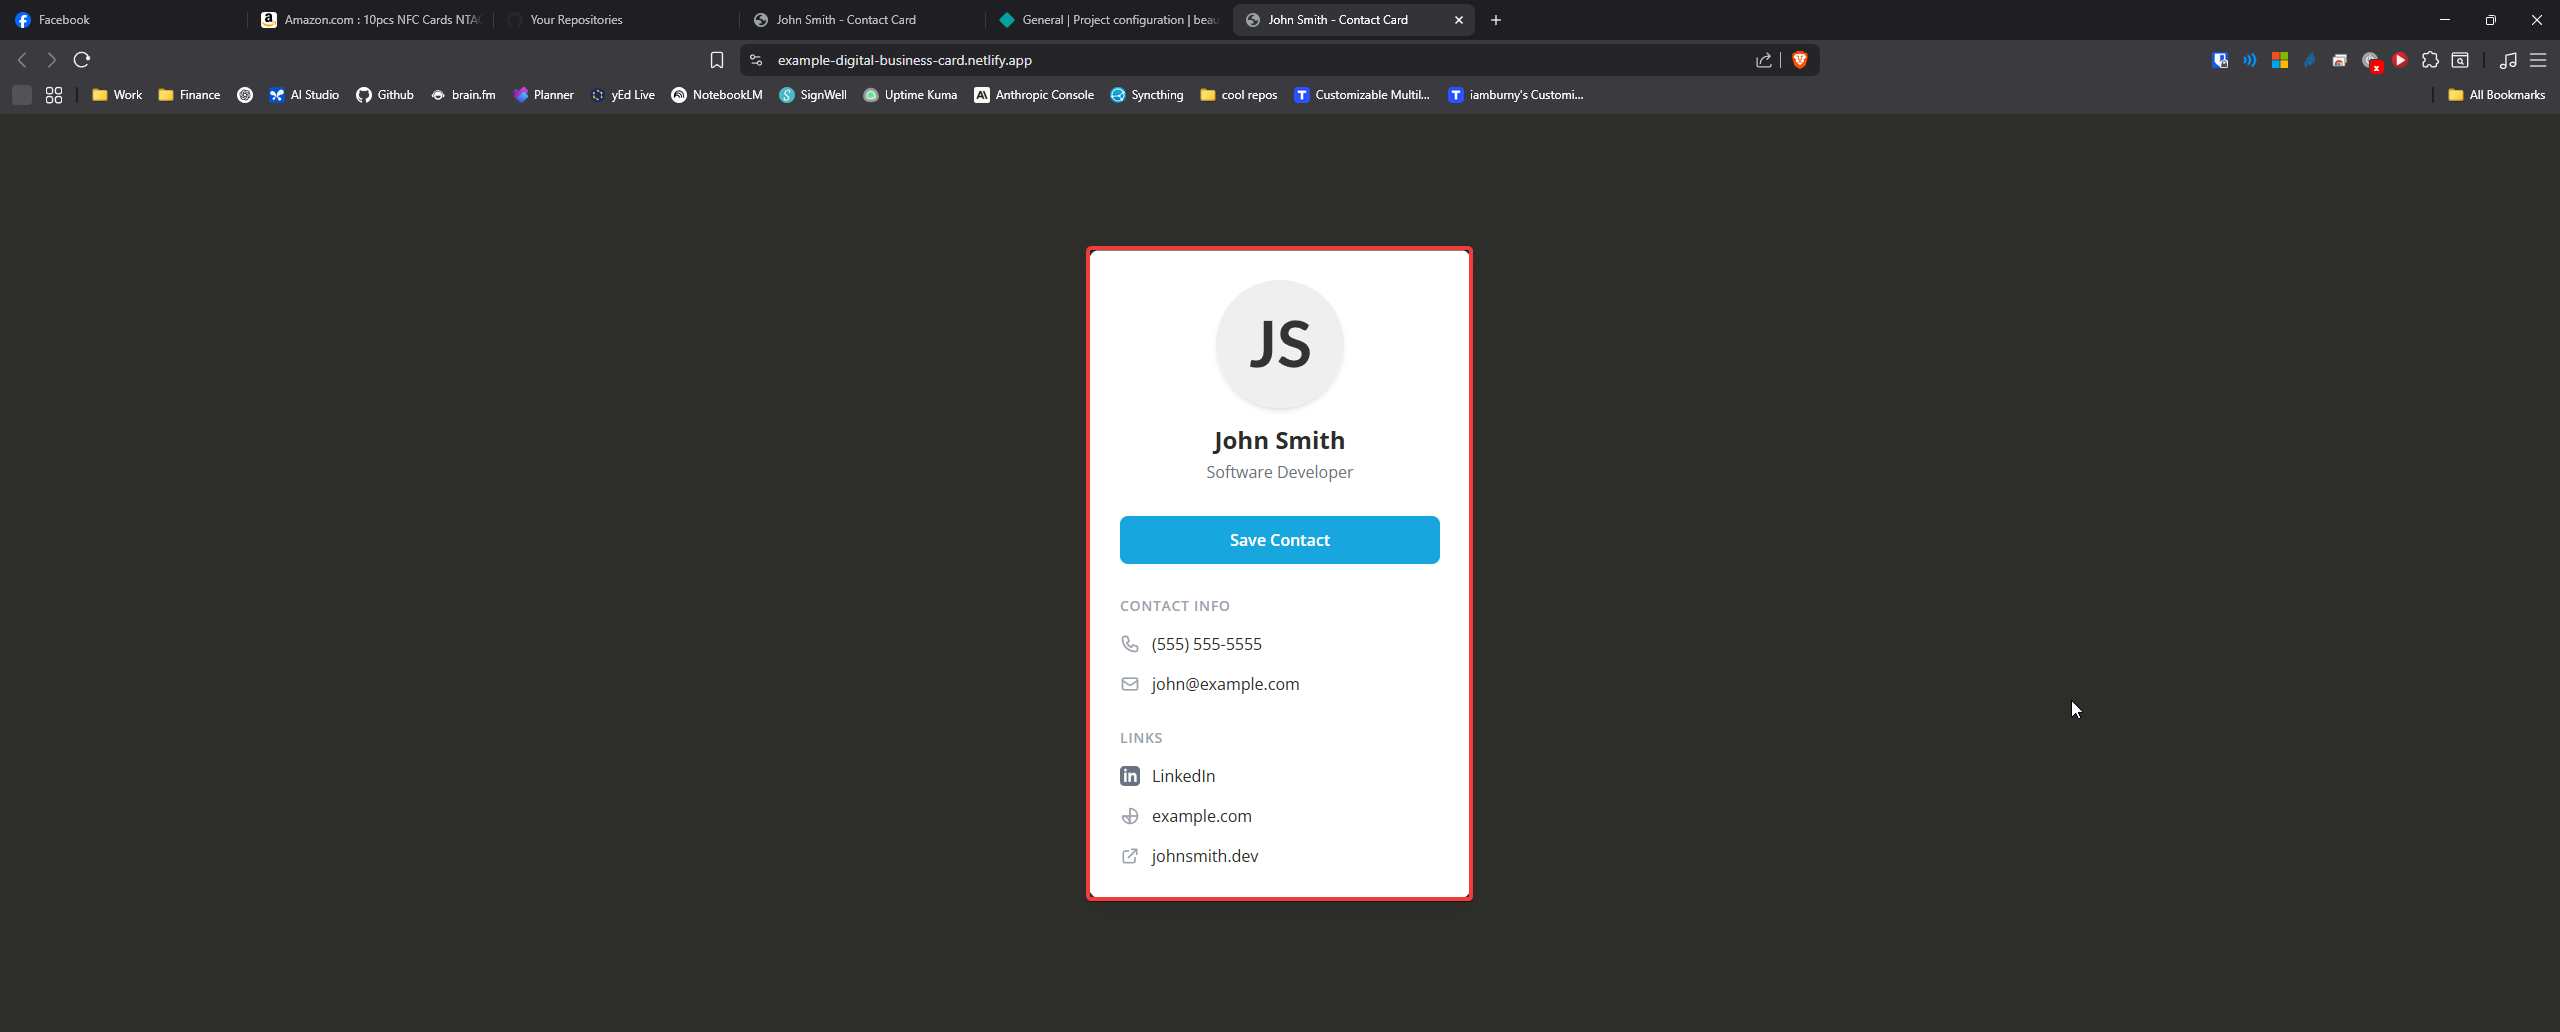 Facebook
Amazon.com : 10pcs NFC Cards NTA
Your Repositories
John Smith - Contact Card
General | Project configuration | beau
John Smith - Contact Card
example-digital-business-card.netlify.app
Work
Finance
AI Studio
Github
brain.fm
Planner
yEd Live
NotebookLM
SignWell
Uptime Kuma
Anthropic Console
Syncthing
cool repos
Customizable Multil...
iamburny's Customi...
All Bookmarks
JS
John Smith
Software Developer
Save Contact
CONTACT INFO
(555) 555-5555
john@example.com
LINKS
LinkedIn
example.com
johnsmith.dev